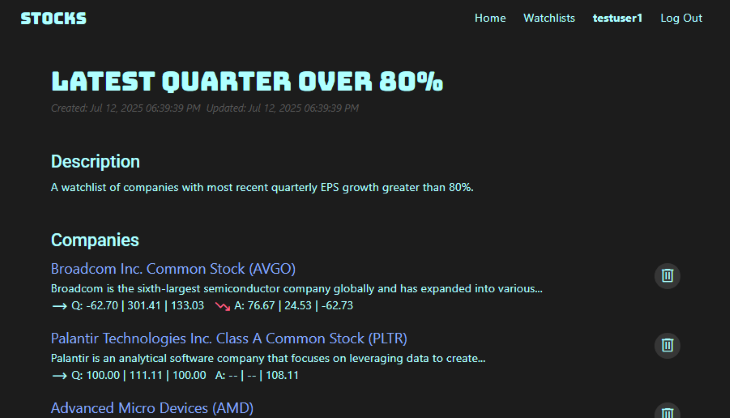 STOCKS
Home Watchlists testuser1 Log Out
LATEST QUARTER OVER 80%
Created: Jul 12, 2025 06:39:39 PM Updated: Jul 12, 2025 06:39:39 PM
Description
A watchlist of companies with most recent quarterly EPS growth greater than 80%.
Companies
Broadcom Inc. Common Stock (AVGO)
Broadcom is the sixth-largest semiconductor company globally and has expanded into various...
Q: -62.70 | 301.41 | 133.03 A: 76.67 | 24.53 | -62.73
Palantir Technologies Inc. Class A Common Stock (PLTR)
Palantir is an analytical software company that focuses on leveraging data to create...
Q: 100.00 | 111.11 | 100.00 A: -- | -- | 108.11
Advanced Micro Devices (AMD)